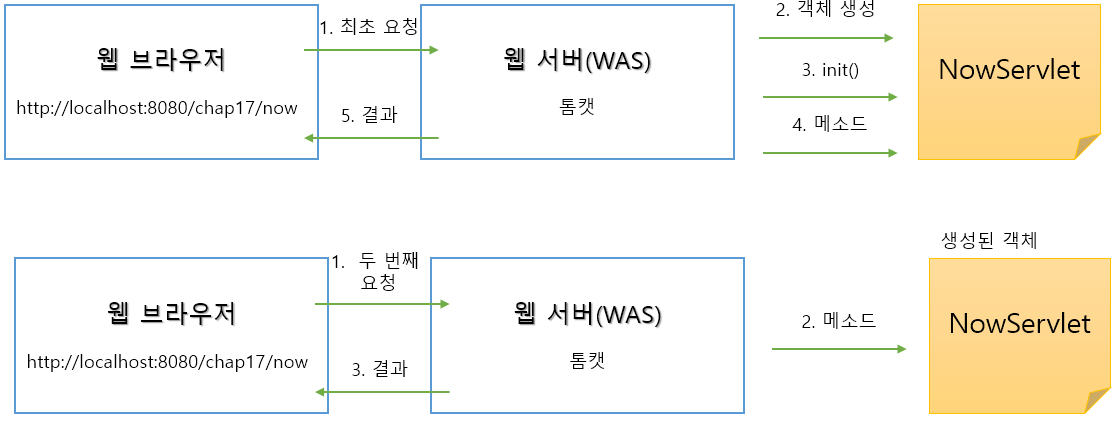 웹 브라우저
http://localhost:8080/chap17/now
1. 최초 요청
5. 결과
웹 서버(WAS)
톰캣
2. 객체 생성
3. init()
4. 메소드
NowServlet
웹 브라우저
http://localhost:8080/chap17/now
1. 두 번째
요청
3. 결과
웹 서버(WAS)
톰캣
2. 메소드
생성된 객체
NowServlet